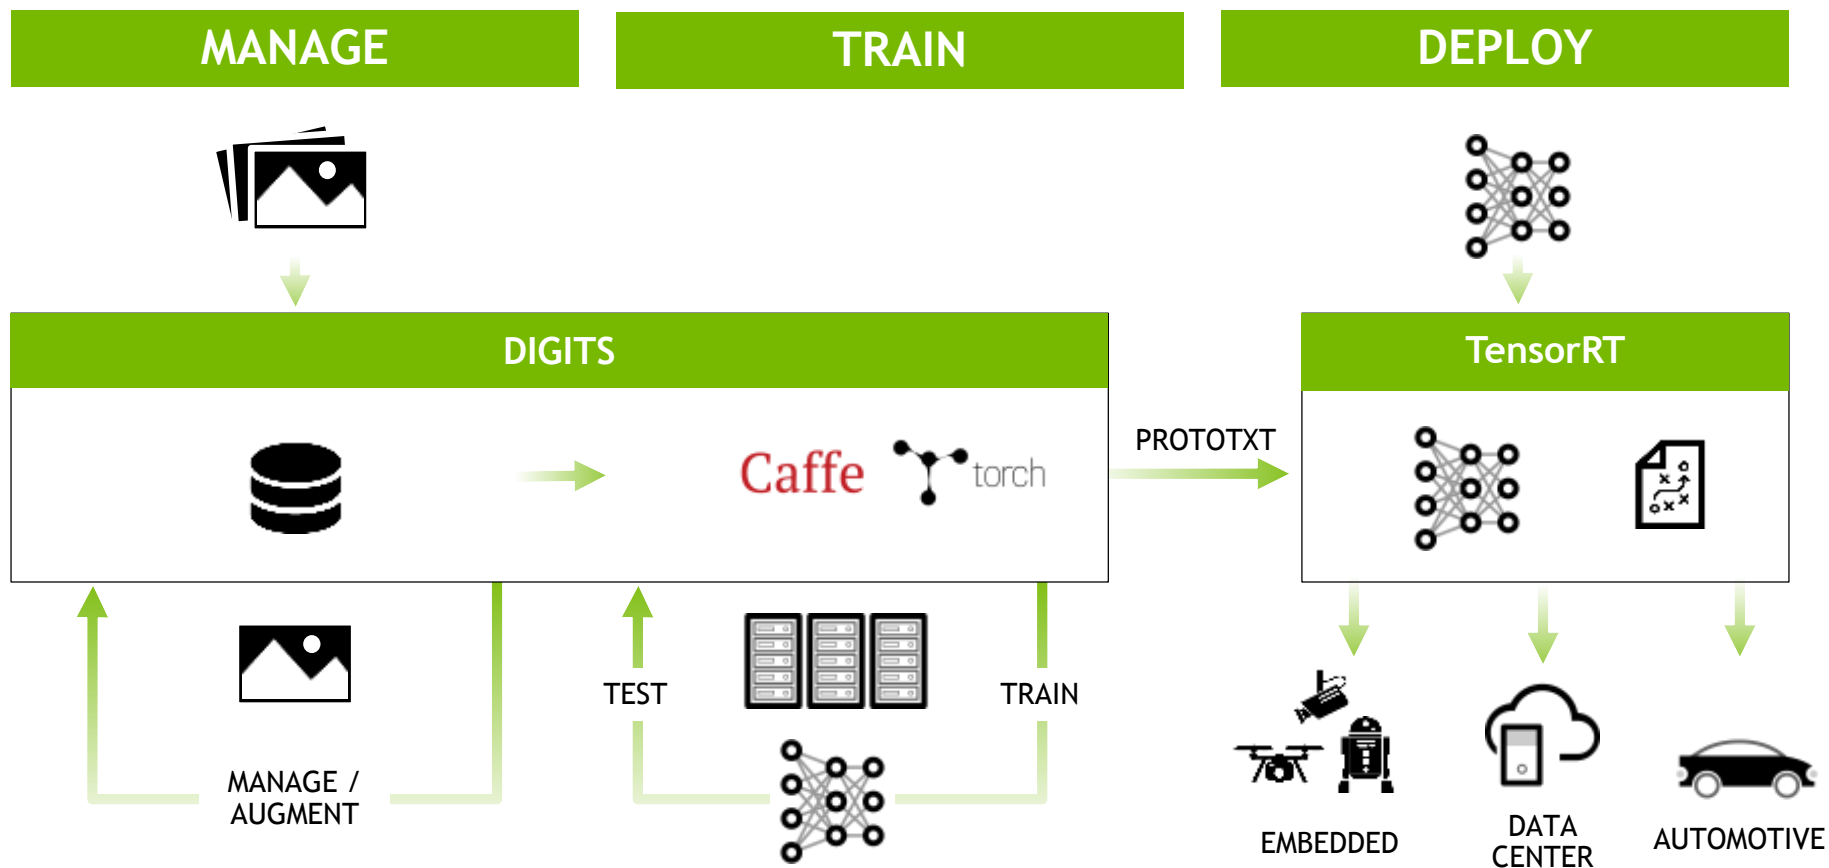 MANAGE
TRAIN
DEPLOY
DIGITS
TensorRT
Caffe
torch
PROTOTXT
TEST
TRAIN
MANAGE /
AUGMENT
EMBEDDED
DATA
CENTER
AUTOMOTIVE